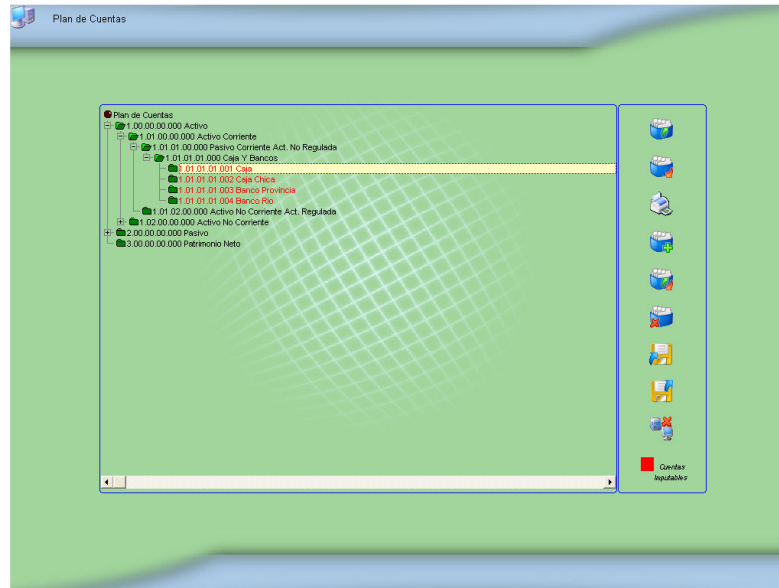 Plan de Cuentas
Plan de Cuentas
1.00.00.00.000 Activo
1.01.00.00.000 Activo Corriente
1.01.01.00.000 Pasivo Corriente Act. No Regulada
1.01.01.01.000 Caja Y Bancos
1.01.01.01.001 Caja
1.01.01.01.002 Caja Chica
1.01.01.01.003 Banco Provincia
1.01.01.01.004 Banco Rio
1.01.02.00.000 Activo No Corriente Act. Regulada
1.02.00.00.000 Activo No Corriente
2.00.00.00.000 Pasivo
3.00.00.00.000 Patrimonio Neto
Cuentas
Inputables